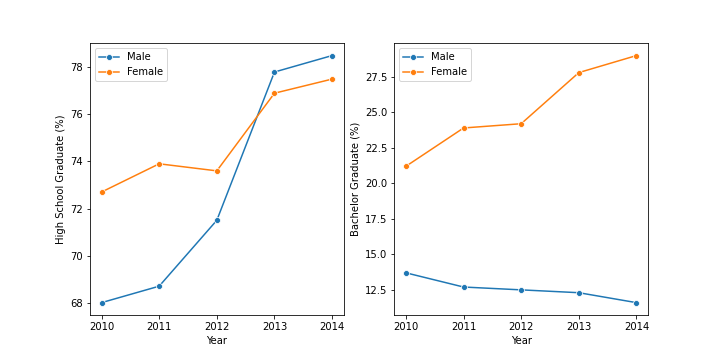 High School Graduate (%)
78
76
74
72
70
68
Male
Female
2010 2011 2012 2013 2014
Year
Bachelor Graduate (%)
27.5
25.0
22.5
20.0
17.5
15.0
12.5
Male
Female
2010 2011 2012 2013 2014
Year